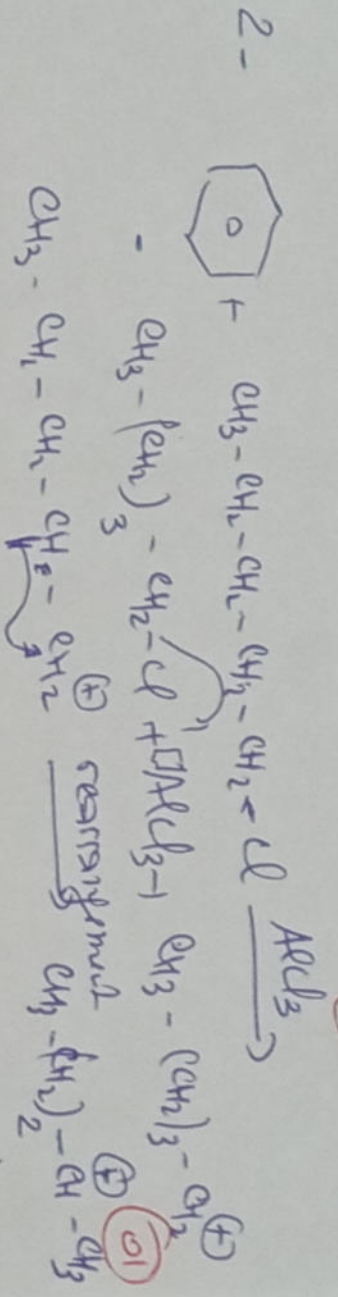 2 - + CH3 - CH2 - CH2 - CH2 - CH2 - Cl AlCl3
- CH3 - (CH2)3 - CH2 - Cl + AlCl3 → CH3 - (CH2)3 - CH2 +
CH3 - CH2 - CH2 - CH2 - CH2 + rearrangement CH3 - (CH2)2 - CH - CH3 +
01